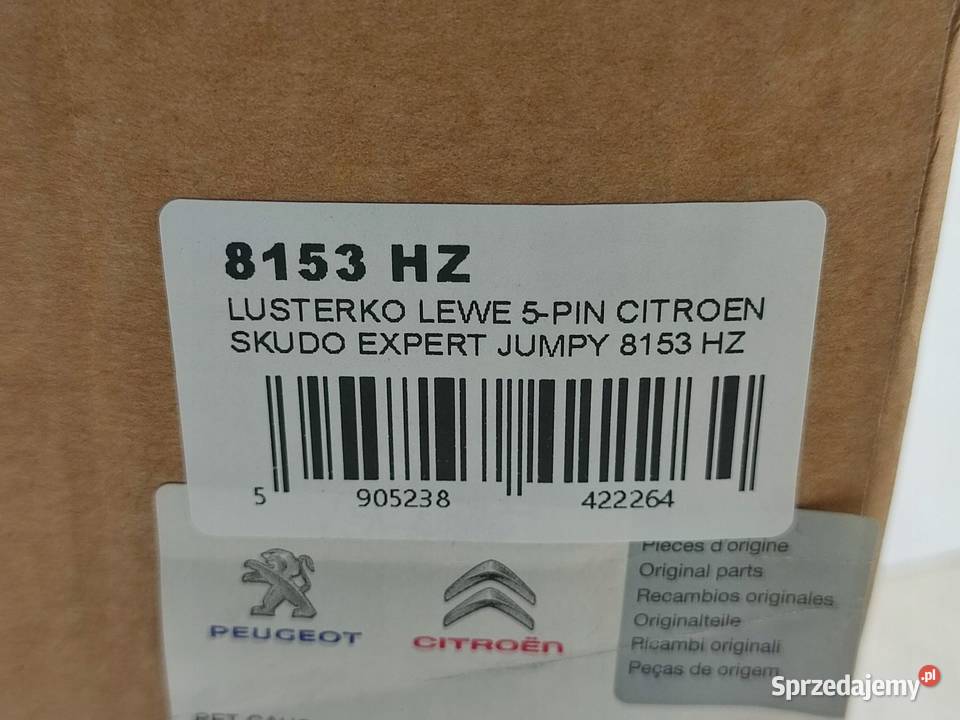 8153 HZ
LUSTERKO LEWE 5-PIN CITROEN
SKUDO EXPERT JUMPY 8153 HZ
5 905238 422264
PEUGEOT
CITROËN
Pièces d'origine
Original parts
Recambios originales
Originalteile
Ricambi originali
Peças de origem
Sprzedajemy.pl